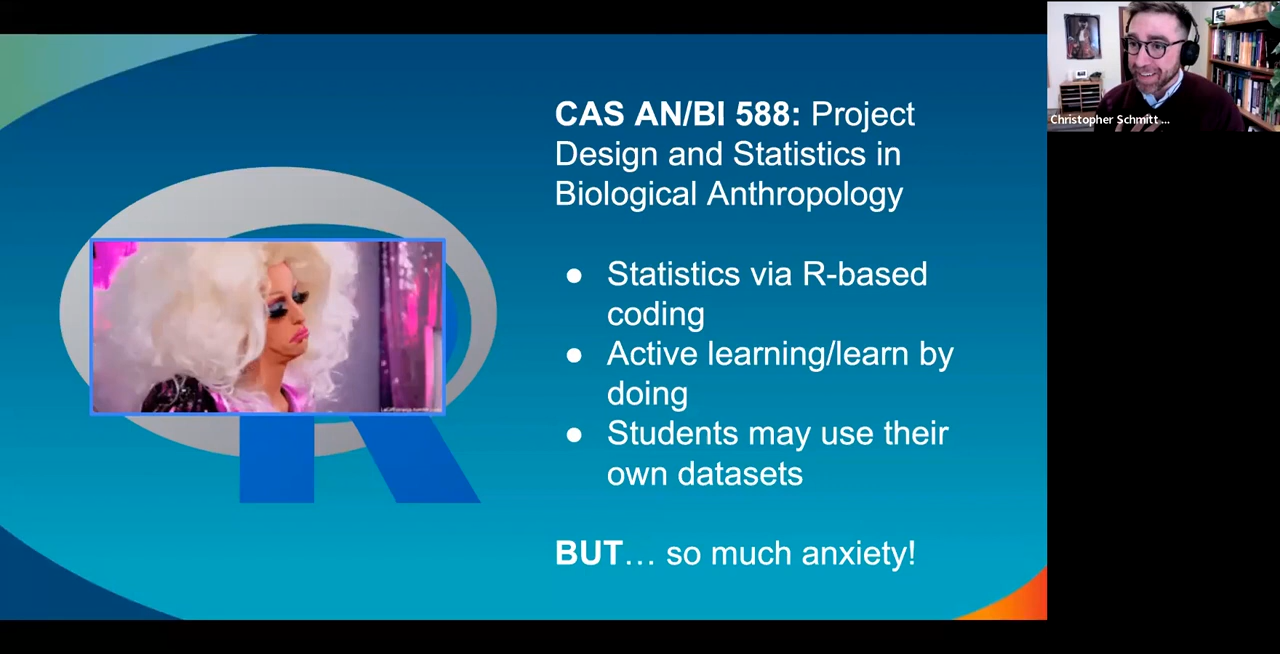 CAS AN/BI 588: Project
Design and Statistics in
Biological Anthropology
● Statistics via R-based
coding
● Active learning/learn by
doing
● Students may use their
own datasets
BUT… so much anxiety!
R
Christopher Schmitt ...